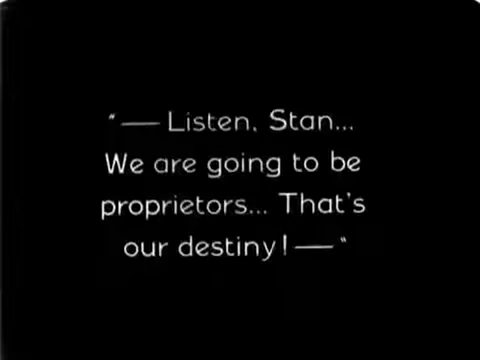 "— Listen, Stan...
We are going to be
proprietors... That's
our destiny! —"